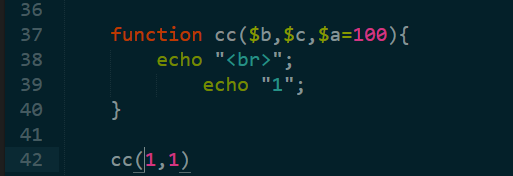 36
37 function cc($b,$c,$a=100){
38 echo "<br>";
39 echo "1";
40 }
41
42 cc(1,1)